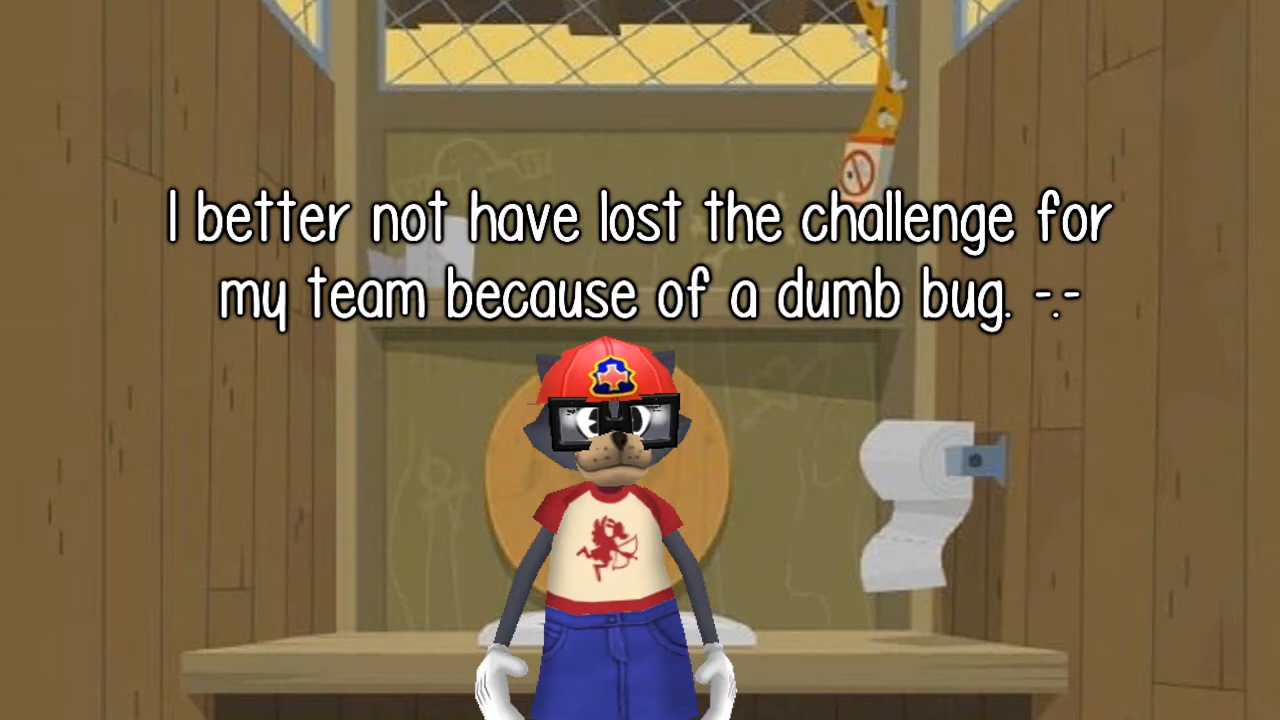 I better not have lost the challenge for
my team because of a dumb bug. -.-